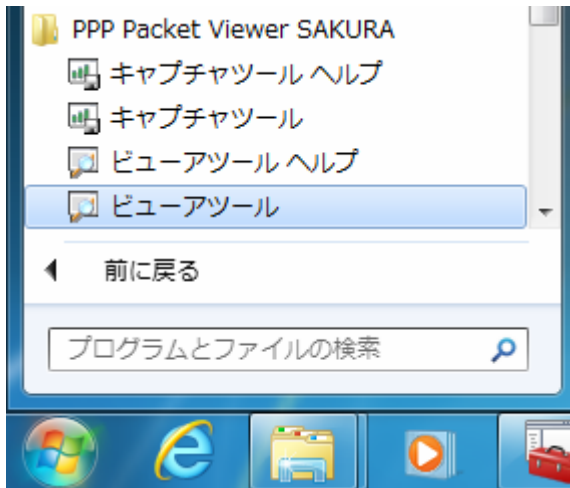 PPP Packet Viewer SAKURA
キャプチャツール ヘルプ
キャプチャツール
ビューアツール ヘルプ
ビューアツール
前に戻る
プログラムとファイルの検索